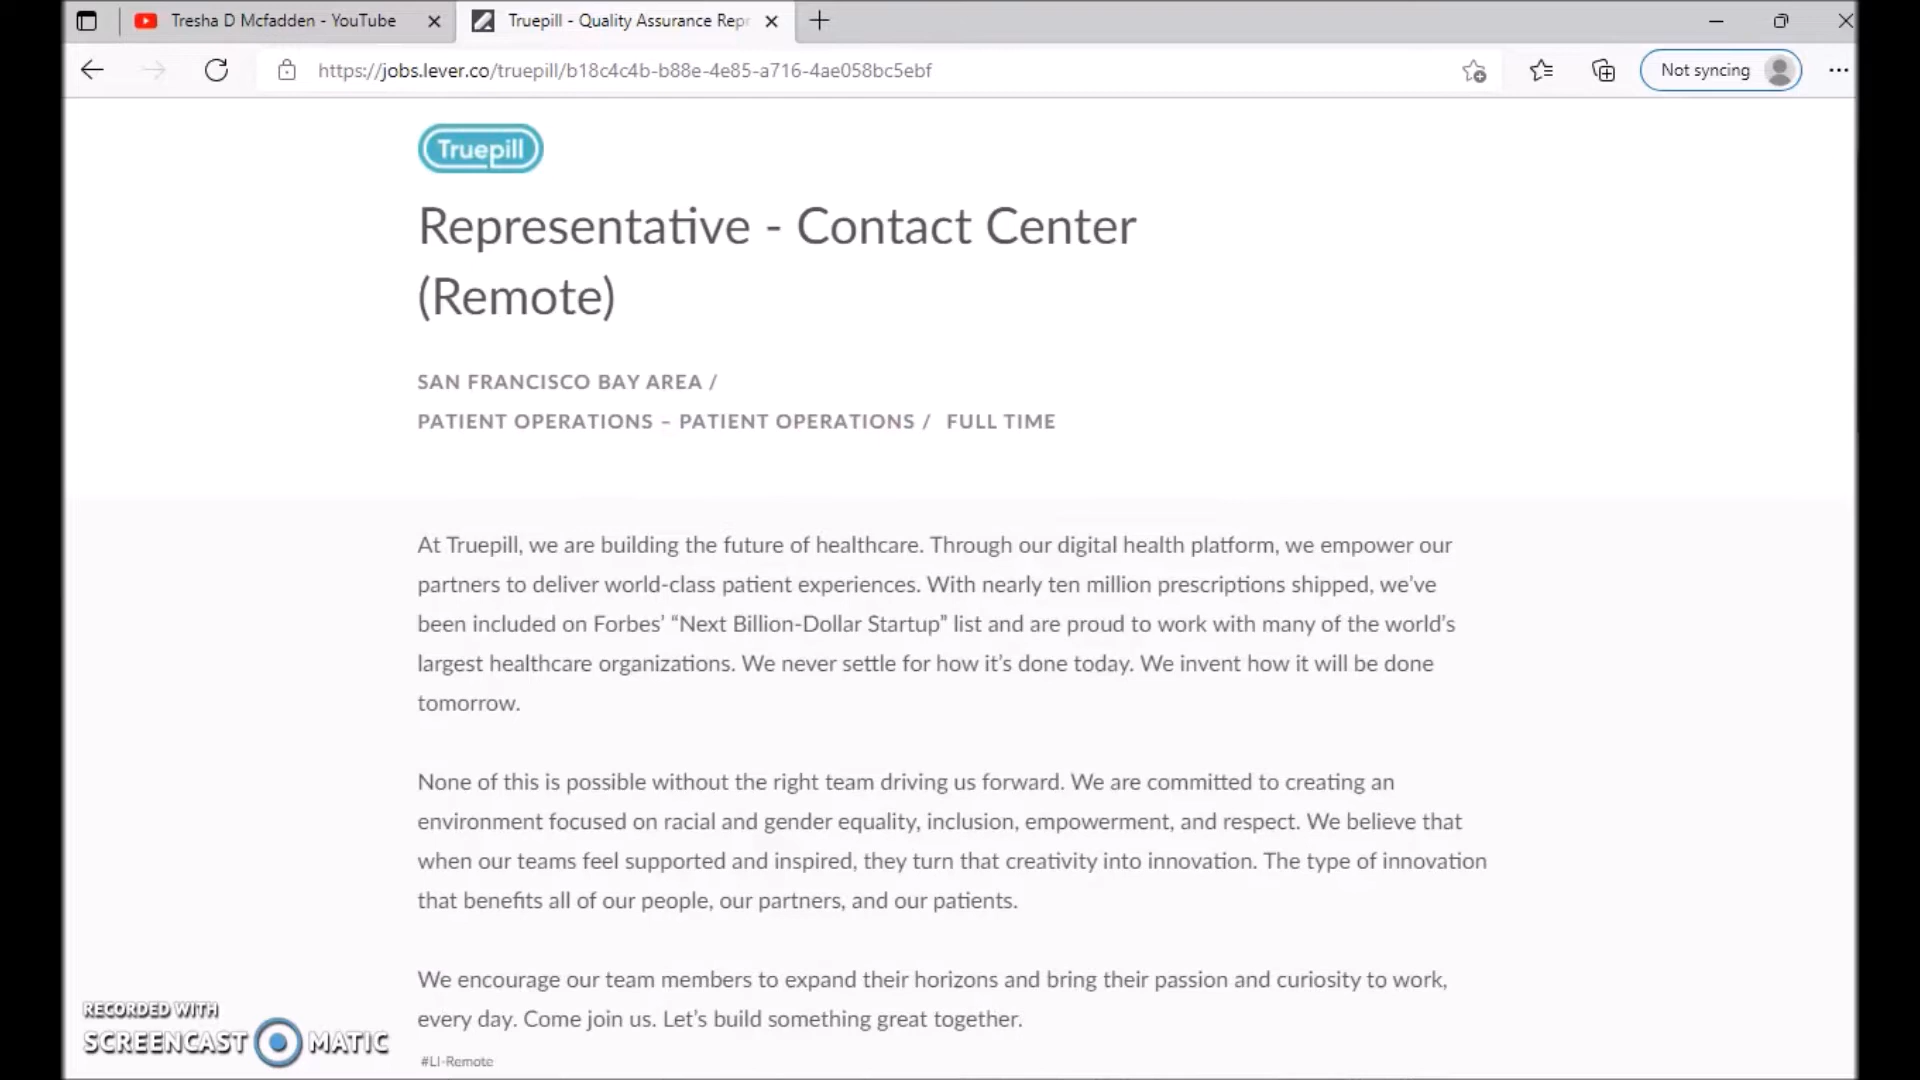 Tresha D Mcfadden - YouTube
Truepill - Quality Assurance Repr
https://jobs.lever.co/truepill/b18c4c4b-b88e-4e85-a716-4ae058bc5ebf
Not syncing
Truepill
Representative - Contact Center
(Remote)
SAN FRANCISCO BAY AREA /
PATIENT OPERATIONS – PATIENT OPERATIONS / FULL TIME
At Truepill, we are building the future of healthcare. Through our digital health platform, we empower our
partners to deliver world-class patient experiences. With nearly ten million prescriptions shipped, we’ve
been included on Forbes’ “Next Billion-Dollar Startup” list and are proud to work with many of the world’s
largest healthcare organizations. We never settle for how it’s done today. We invent how it will be done
tomorrow.
None of this is possible without the right team driving us forward. We are committed to creating an
environment focused on racial and gender equality, inclusion, empowerment, and respect. We believe that
when our teams feel supported and inspired, they turn that creativity into innovation. The type of innovation
that benefits all of our people, our partners, and our patients.
We encourage our team members to expand their horizons and bring their passion and curiosity to work,
every day. Come join us. Let’s build something great together.
#LI-Remote
RECORDED WITH
SCREENCAST MATIC